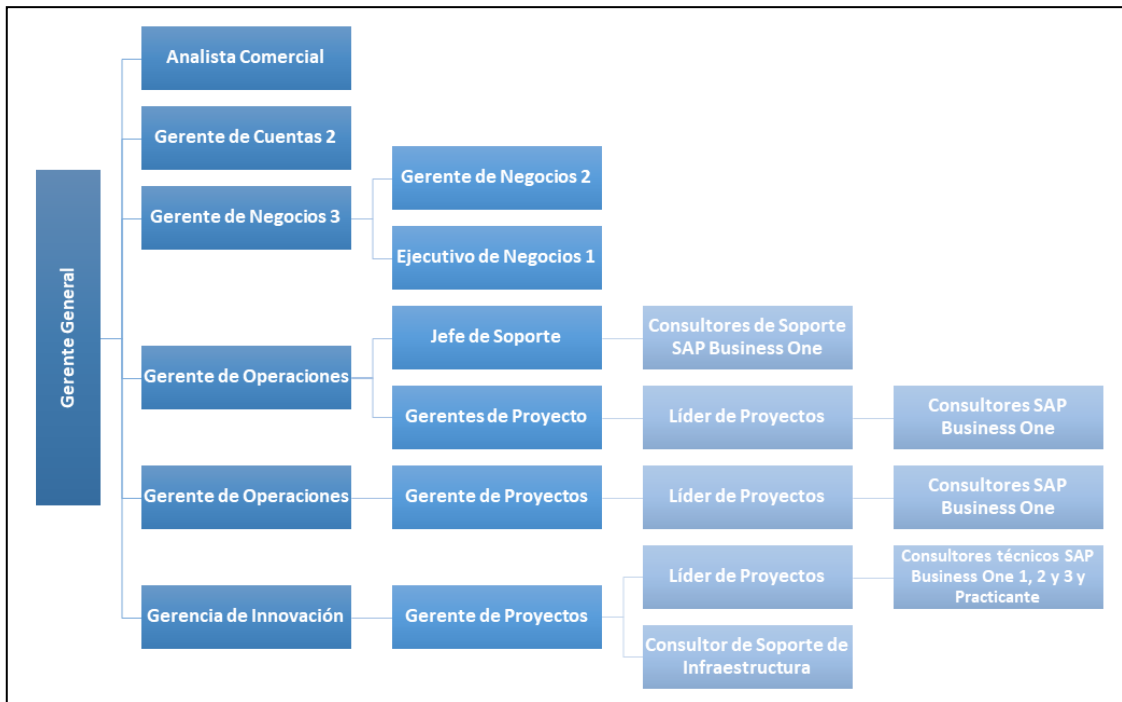 Gerente General
Analista Comercial
Gerente de Cuentas 2
Gerente de Negocios 3
Gerente de Negocios 2
Ejecutivo de Negocios 1
Gerente de Operaciones
Jefe de Soporte
Consultores de Soporte
SAP Business One
Gerentes de Proyecto
Líder de Proyectos
Consultores SAP
Business One
Gerente de Operaciones
Gerente de Proyectos
Líder de Proyectos
Consultores SAP
Business One
Gerencia de Innovación
Gerente de Proyectos
Líder de Proyectos
Consultores técnicos SAP
Business One 1, 2 y 3 y
Practicante
Consultor de Soporte de
Infraestructura